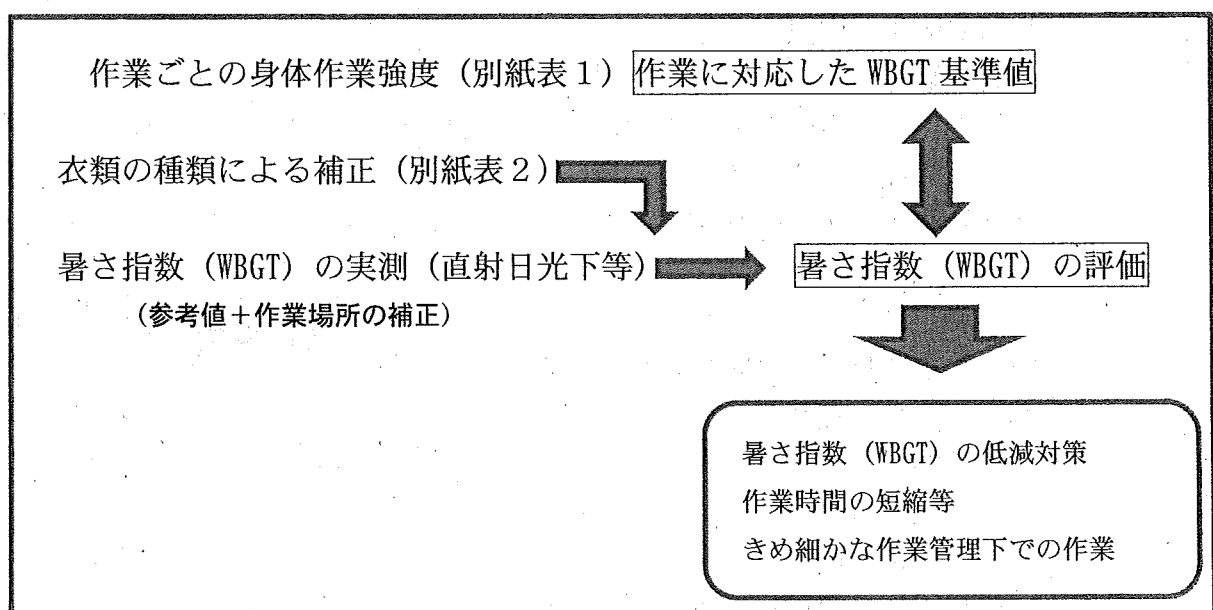 作業ごとの身体作業強度（別紙表１）作業に対応した WBGT 基準値
衣類の種類による補正（別紙表２）
暑さ指数（WBGT）の実測（直射日光下等）
暑さ指数（WBGT）の評価
（参考値＋作業場所の補正）
暑さ指数（WBGT）の低減対策
作業時間の短縮等
きめ細かな作業管理下での作業